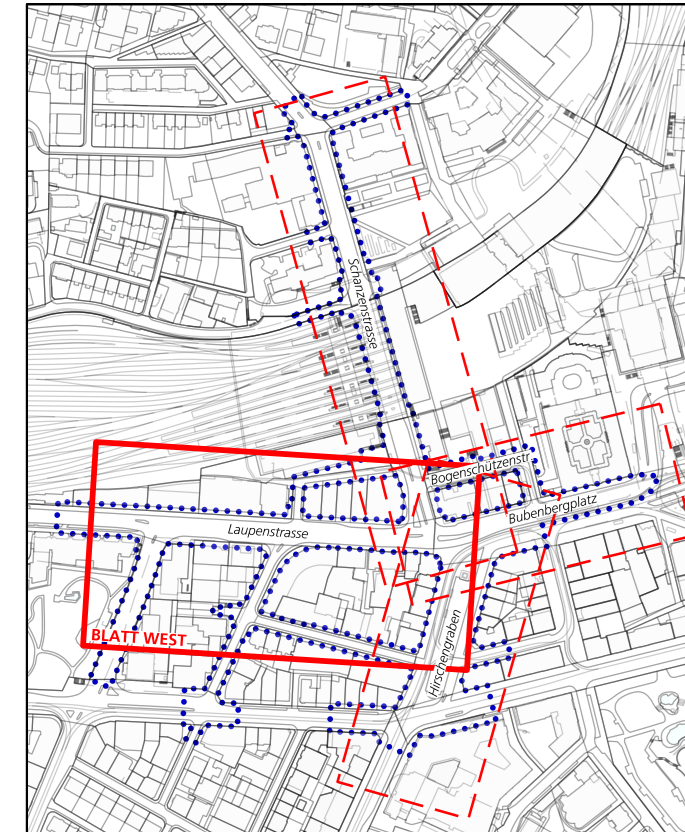 Schanzenstrasse
Bogenschützenstr.
Bubenbergplatz
Laupenstrasse
BLATT WEST
Hirschengraben